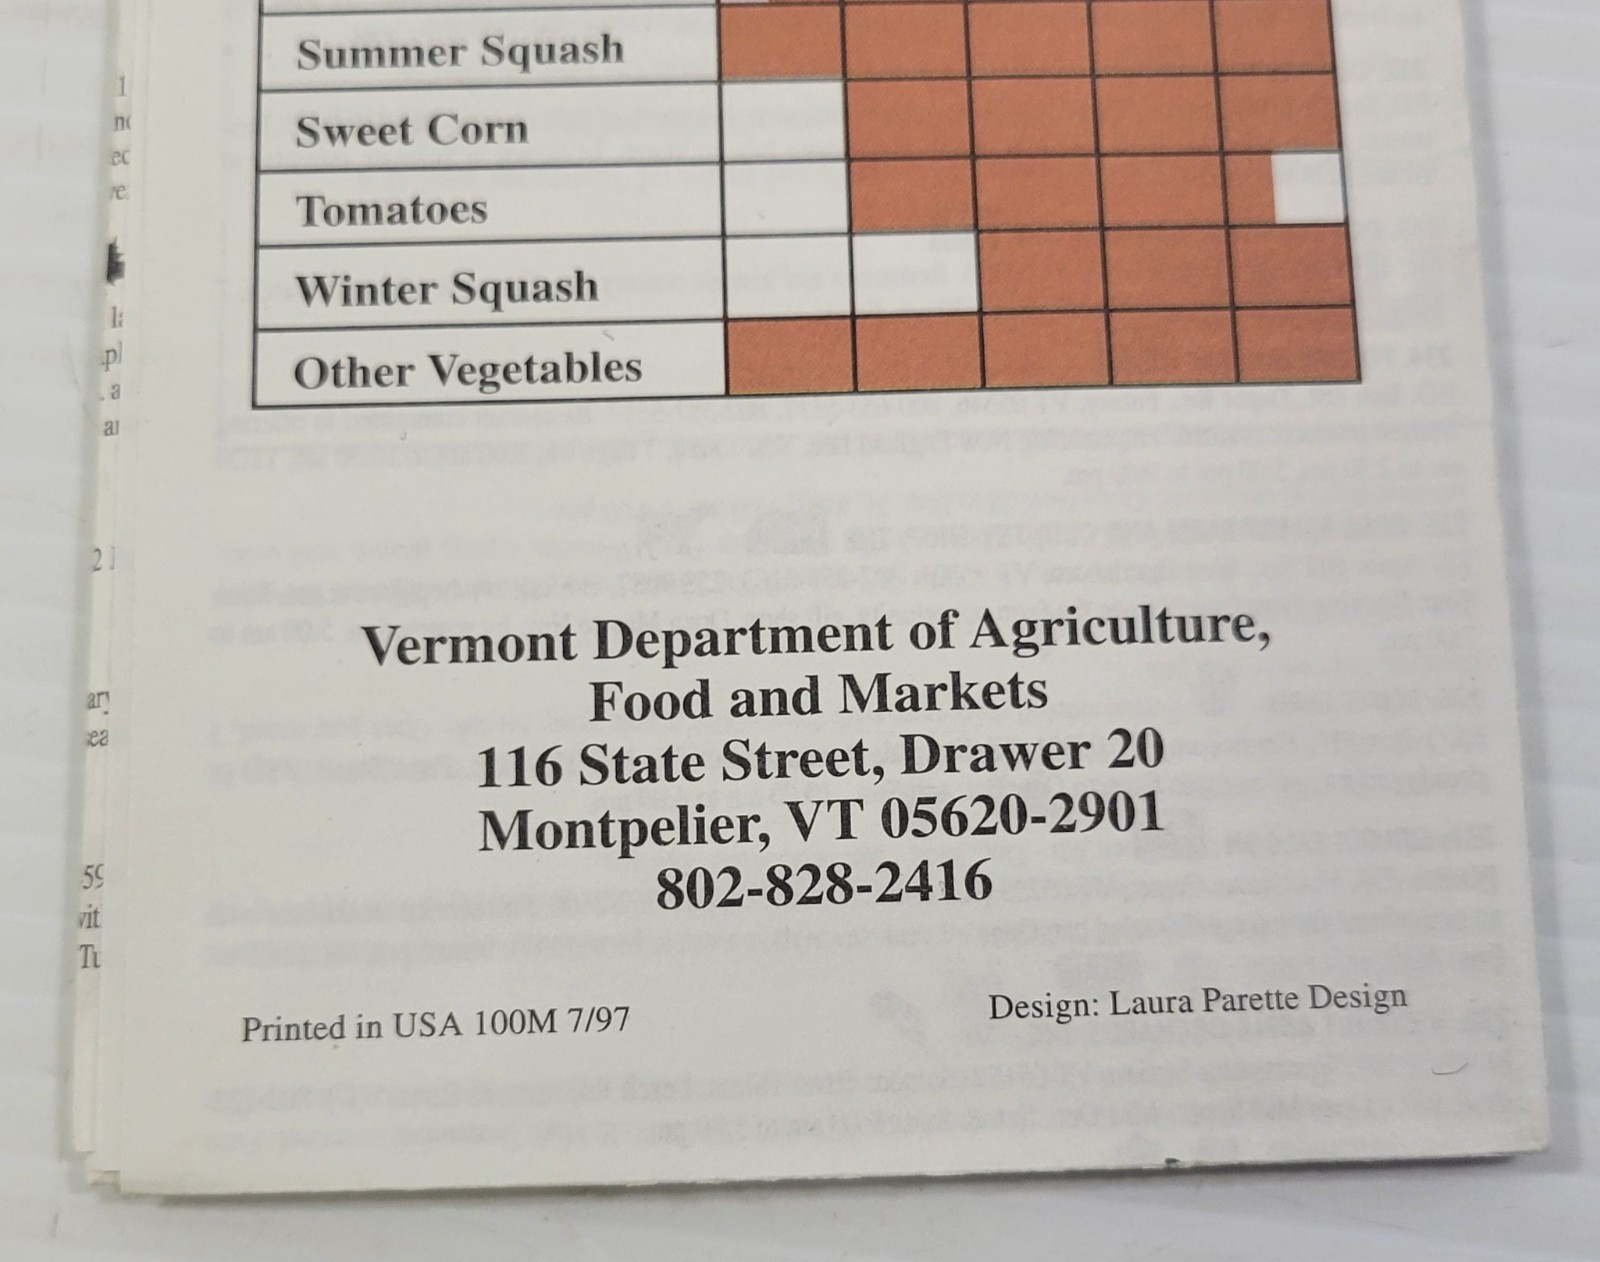 Summer Squash
Sweet Corn
Tomatoes
Winter Squash
Other Vegetables
Vermont Department of Agriculture,
Food and Markets
116 State Street, Drawer 20
Montpelier, VT 05620-2901
802-828-2416
Printed in USA 100M 7/97
Design: Laura Parette Design